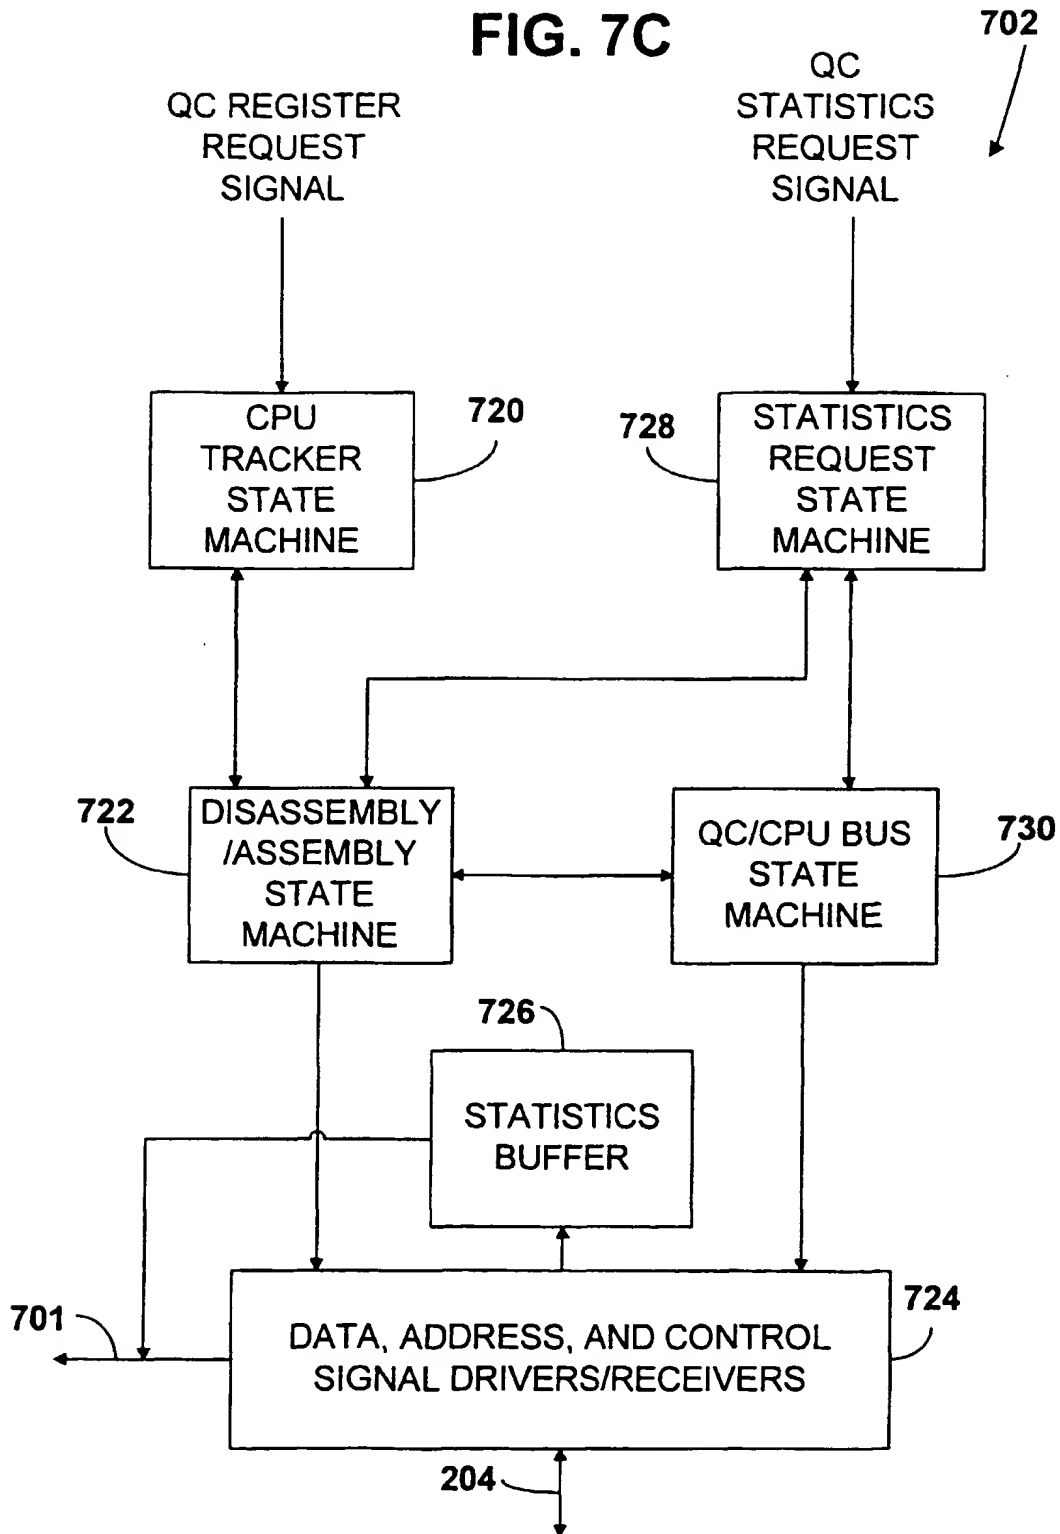 FIG. 7C
702
QC REGISTER
REQUEST
SIGNAL
QC
STATISTICS
REQUEST
SIGNAL
CPU
TRACKER
STATE
MACHINE
720
728
STATISTICS
REQUEST
STATE
MACHINE
722
DISASSEMBLY
/ASSEMBLY
STATE
MACHINE
QC/CPU BUS
STATE
MACHINE
730
726
STATISTICS
BUFFER
701
DATA, ADDRESS, AND CONTROL
SIGNAL DRIVERS/RECEIVERS
724
204